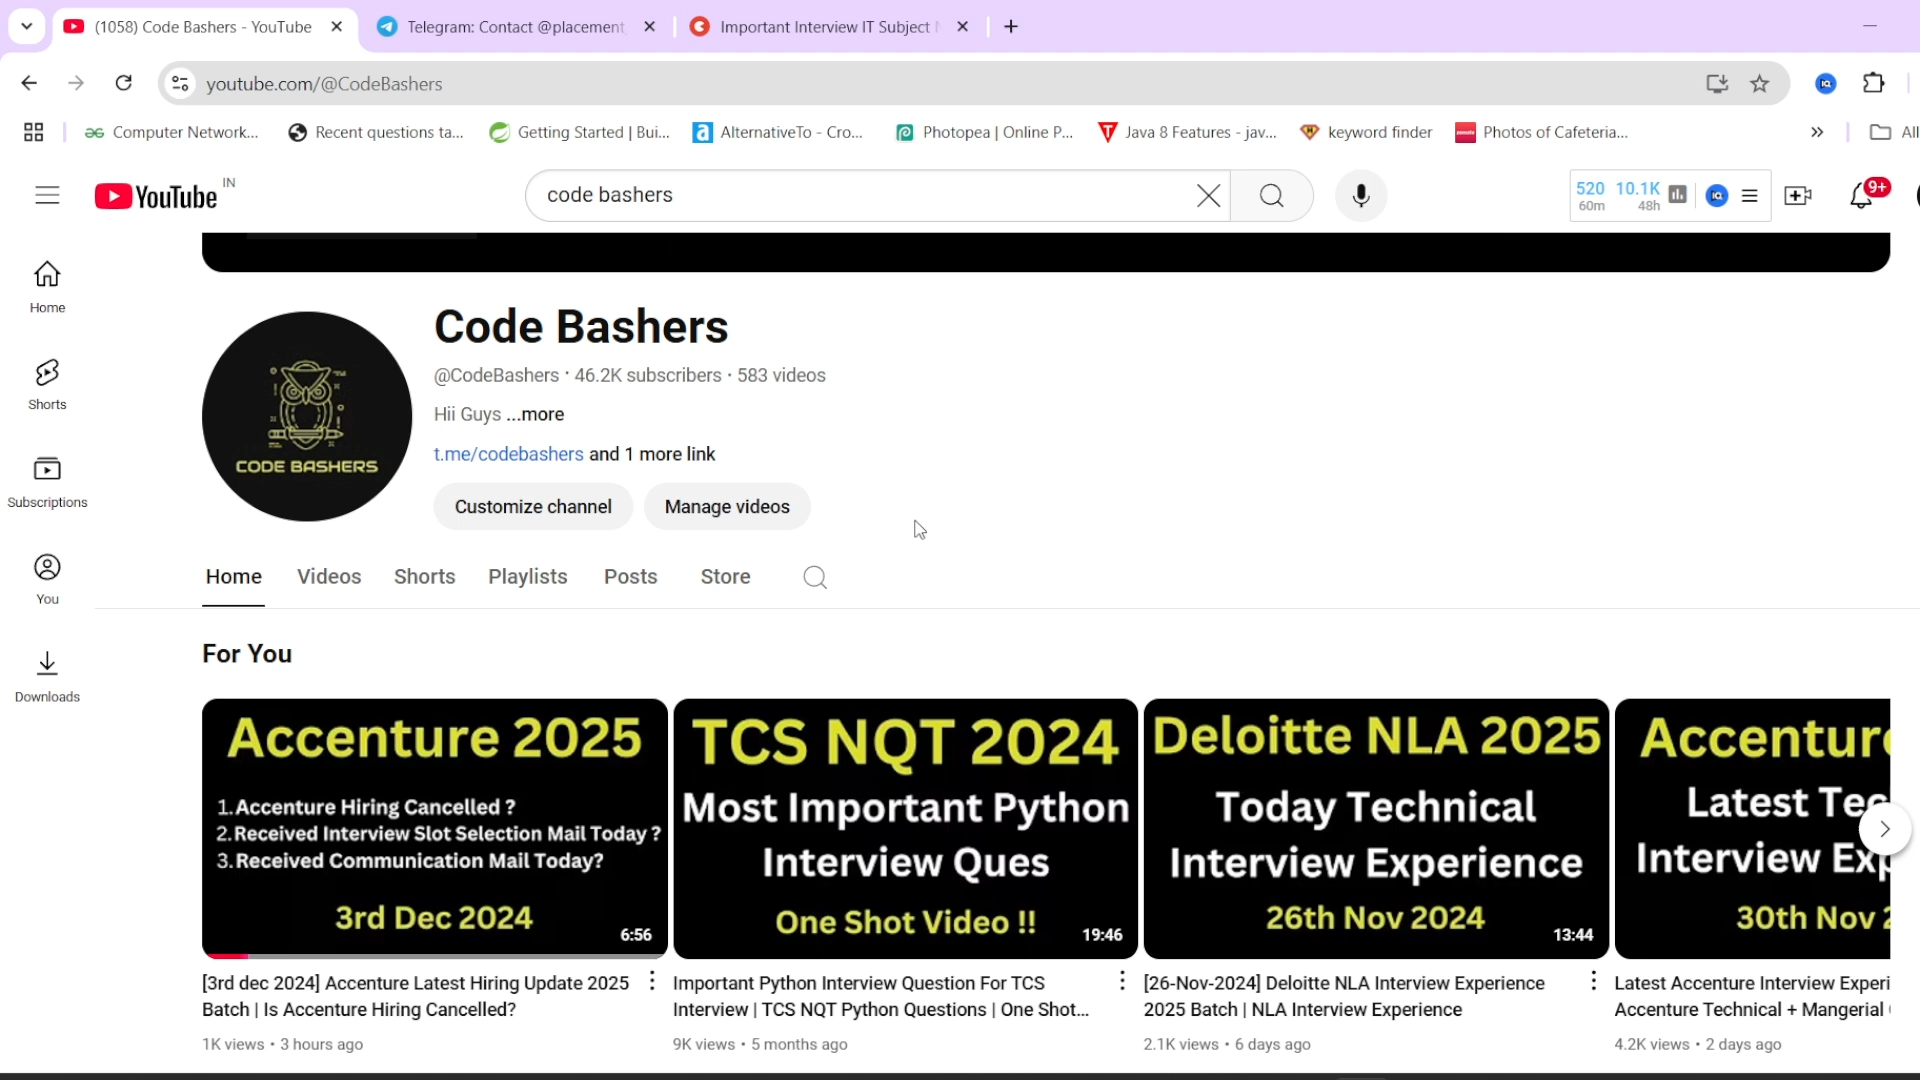 (1058) Code Bashers - YouTube
Telegram: Contact @placement
Important Interview IT Subject
youtube.com/@CodeBashers
Computer Network...
Recent questions ta...
Getting Started | Bui...
AlternativeTo - Cro...
Photopea | Online P...
Java 8 Features - jav...
keyword finder
Photos of Cafeteria...
All
YouTube IN
code bashers
520 10.1K
60m 48h
9+
Home
Shorts
Subscriptions
You
Downloads
CODE BASHERS
Code Bashers
@CodeBashers · 46.2K subscribers · 583 videos
Hii Guys ...more
t.me/codebashers and 1 more link
Customize channel
Manage videos
Home
Videos
Shorts
Playlists
Posts
Store
For You
Accenture 2025
1.Accenture Hiring Cancelled ?
2.Received Interview Slot Selection Mail Today ?
3.Received Communication Mail Today?
3rd Dec 2024
6:56
[3rd dec 2024] Accenture Latest Hiring Update 2025
Batch | Is Accenture Hiring Cancelled?
1K views • 3 hours ago
TCS NQT 2024
Most Important Python
Interview Ques
One Shot Video !!
19:46
Important Python Interview Question For TCS
Interview | TCS NQT Python Questions | One Shot...
9K views • 5 months ago
Deloitte NLA 2025
Today Technical
Interview Experience
26th Nov 2024
13:44
[26-Nov-2024] Deloitte NLA Interview Experience
2025 Batch | NLA Interview Experience
2.1K views • 6 days ago
Accenture
Latest Tec
Interview Exp
30th Nov 2
Latest Accenture Interview Experi
Accenture Technical + Mangerial
4.2K views • 2 days ago